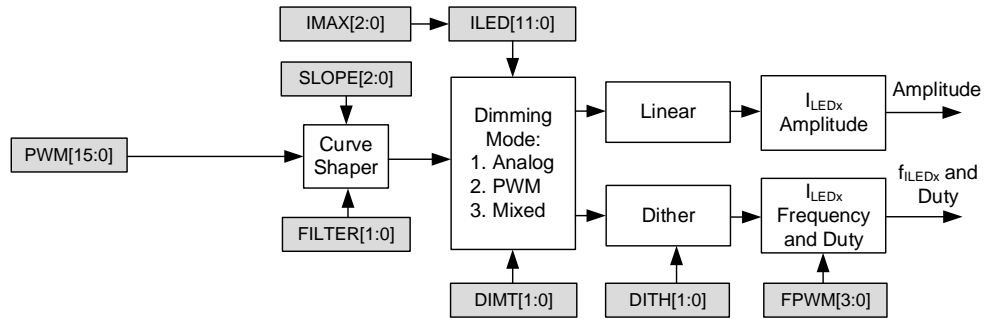 IMAX[2:0]
ILED[11:0]
SLOPE[2:0]
PWM[15:0]
Curve
Shaper
FILTER[1:0]
Dimming
Mode:
1. Analog
2. PWM
3. Mixed
DIMT[1:0]
Linear
ILEDx
Amplitude
Amplitude
Dither
DITH[1:0]
ILEDx
Frequency
and Duty
fILEDx and
Duty
FPWM[3:0]